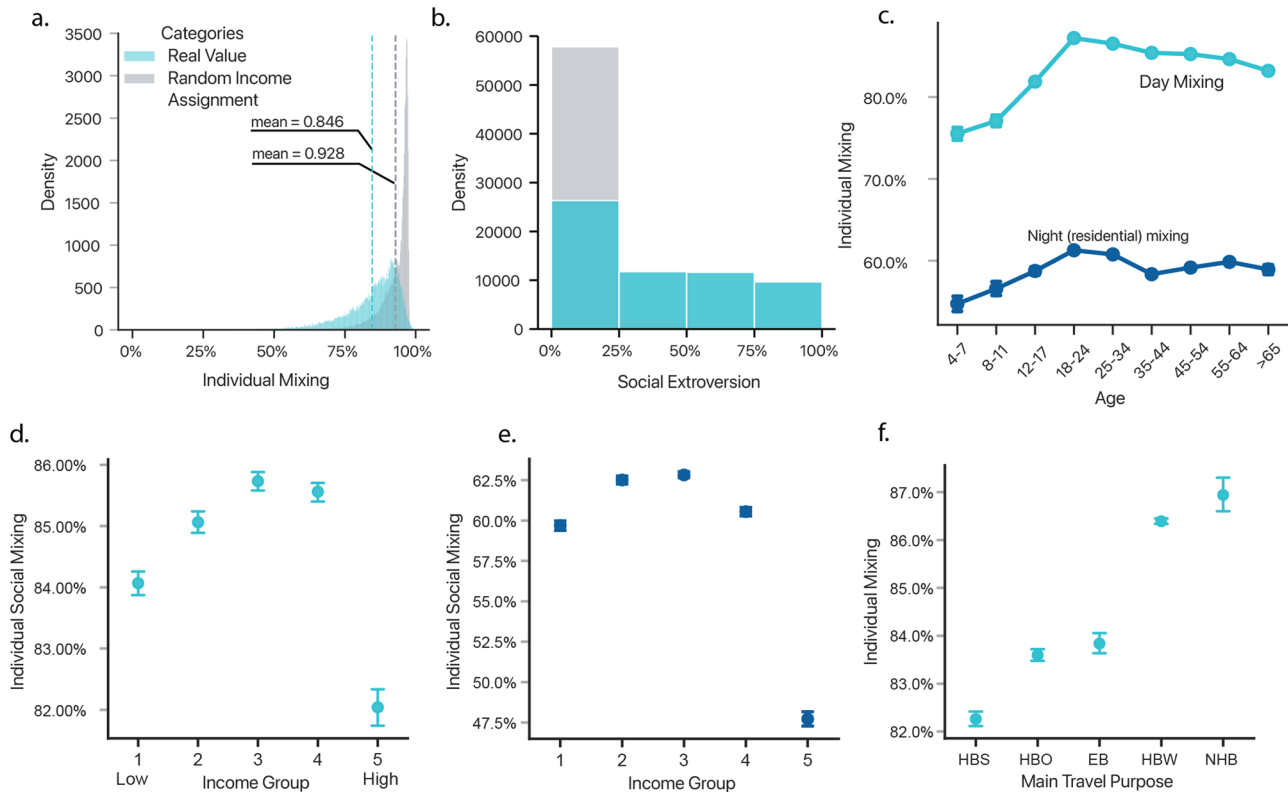 a.
Categories
Real Value
Random Income
Assignment
mean = 0.846
mean = 0.928
3500
3000
2500
2000
1500
1000
500
0
Density
0%
25%
50%
75%
100%
Individual Mixing
b.
60000
50000
40000
30000
20000
10000
0
Density
0%
25%
50%
75%
100%
Social Extroversion
c.
80.0%
70.0%
60.0%
Individual Mixing
Day Mixing
Night (residential) mixing
4-7
8-11
12-17
18-24
25-34
35-44
45-54
55-64
>65
Age
d.
86.00%
85.00%
84.00%
83.00%
82.00%
Individual Social Mixing
1
2
3
4
5
Low
High
Income Group
e.
62.5%
60.0%
57.5%
55.0%
52.5%
50.0%
47.5%
Individual Social Mixing
1
2
3
4
5
Income Group
f.
87.0%
86.0%
85.0%
84.0%
83.0%
82.0%
Individual Mixing
HBS
HBO
EB
HBW
NHB
Main Travel Purpose